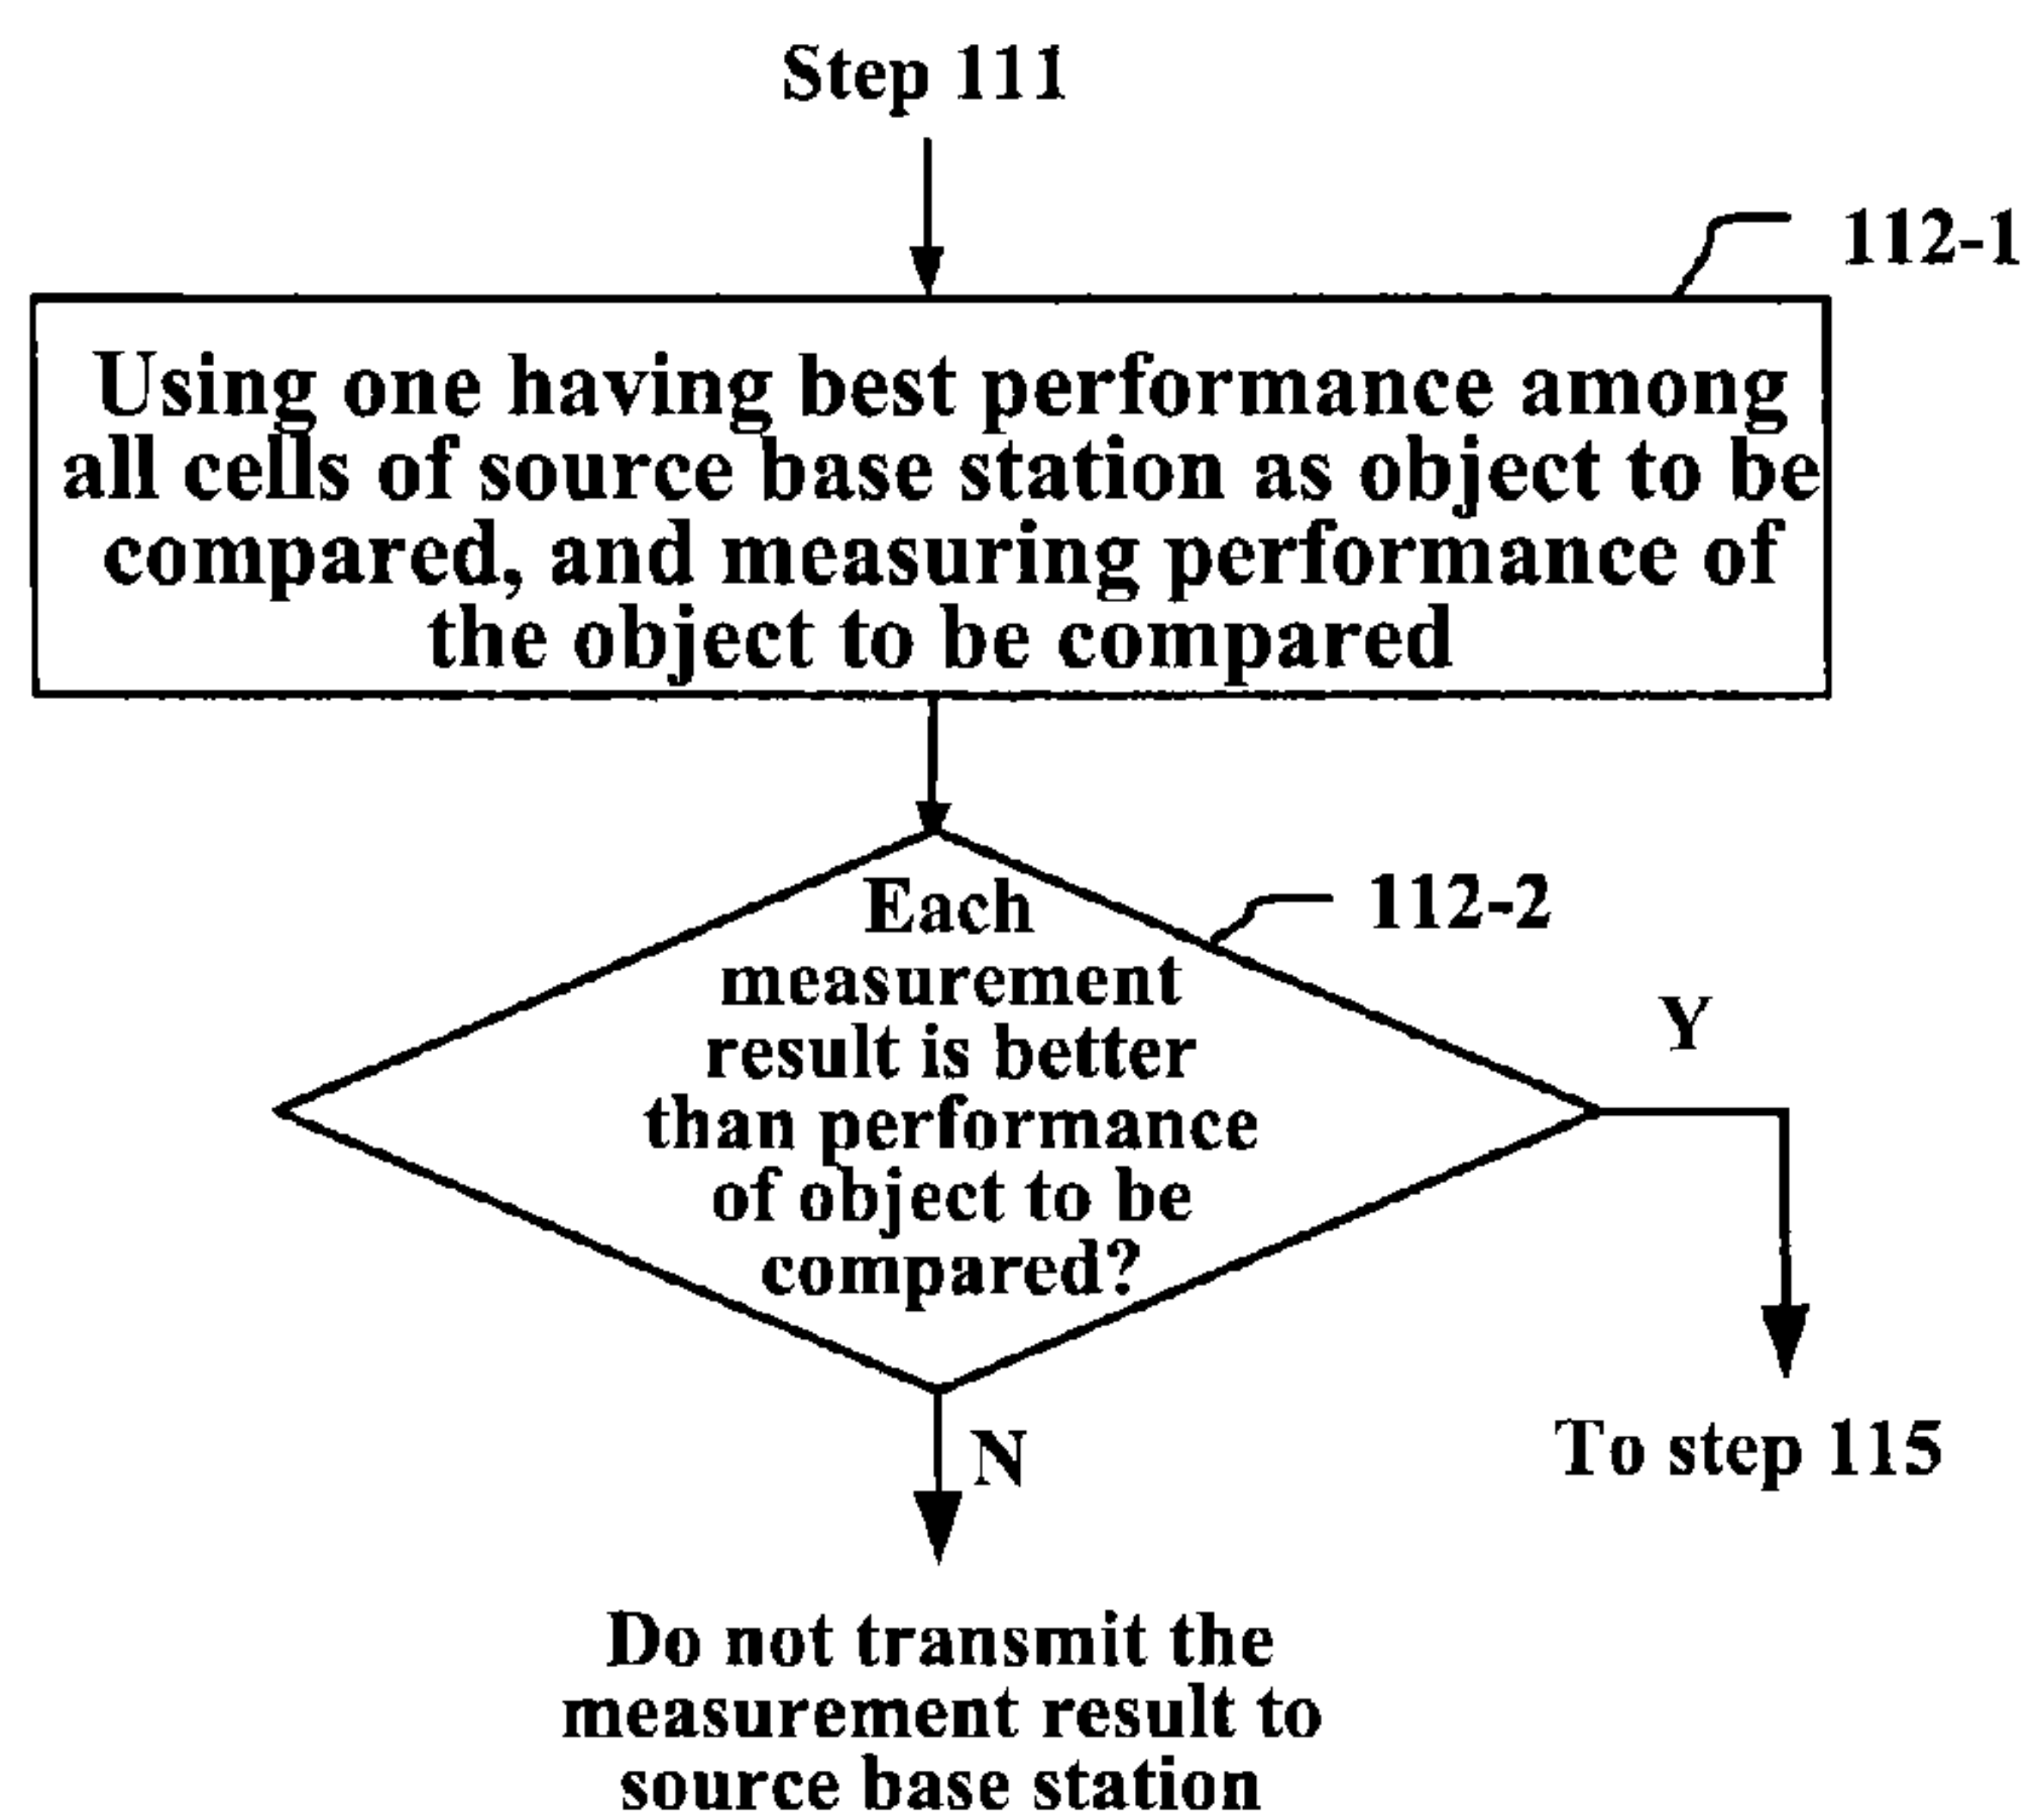 Step 111
112-1
Using one having best performance among
all cells of source base station as object to be
compared, and measuring performance of
the object to be compared
112-2
Each
measurement
result is better
than performance
of object to be
compared?
Y
To step 115
N
Do not transmit the
measurement result to
source base station